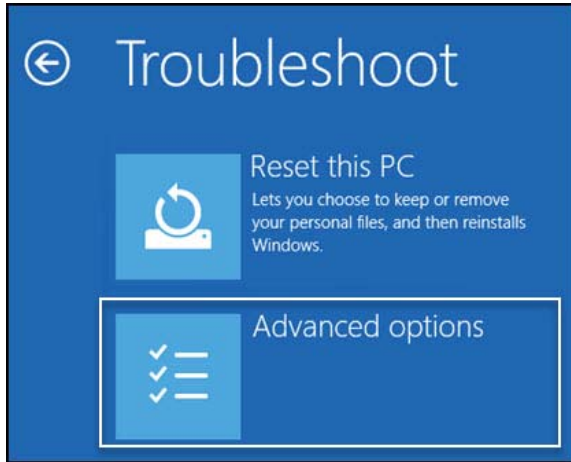 Troubleshoot
Reset this PC
Lets you choose to keep or remove
your personal files, and then reinstalls
Windows.
Advanced options